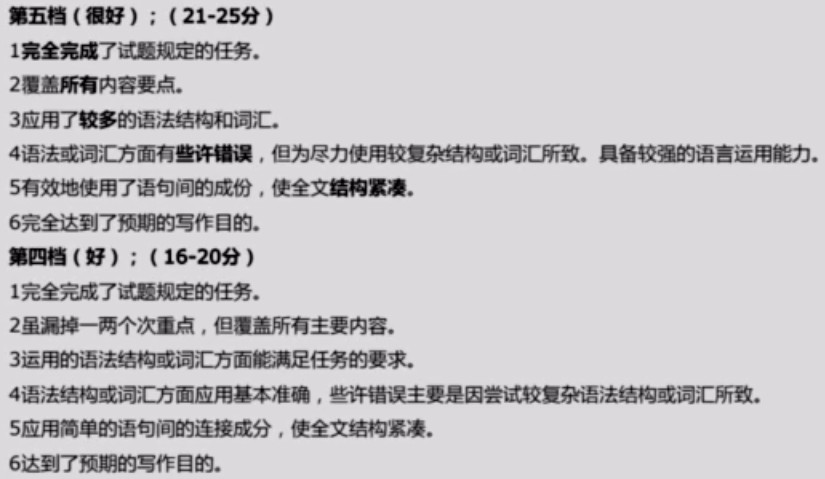 第五档（很好）；（21-25分）
1完全完成了试题规定的任务。
2覆盖所有内容要点。
3应用了较多的语法结构和词汇。
4语法或词汇方面有些许错误，但为尽力使用较复杂结构或词汇所致。具备较强的语言运用能力。
5有效地使用了语句间的成份，使全文结构紧凑。
6完全达到了预期的写作目的。
第四档（好）；（16-20分）
1完全完成了试题规定的任务。
2虽漏掉一两个次重点，但覆盖所有主要内容。
3运用的语法结构或词汇方面能满足任务的要求。
4语法结构或词汇方面应用基本准确，些许错误主要是因尝试较复杂语法结构或词汇所致。
5应用简单的语句间的连接成分，使全文结构紧凑。
6达到了预期的写作目的。